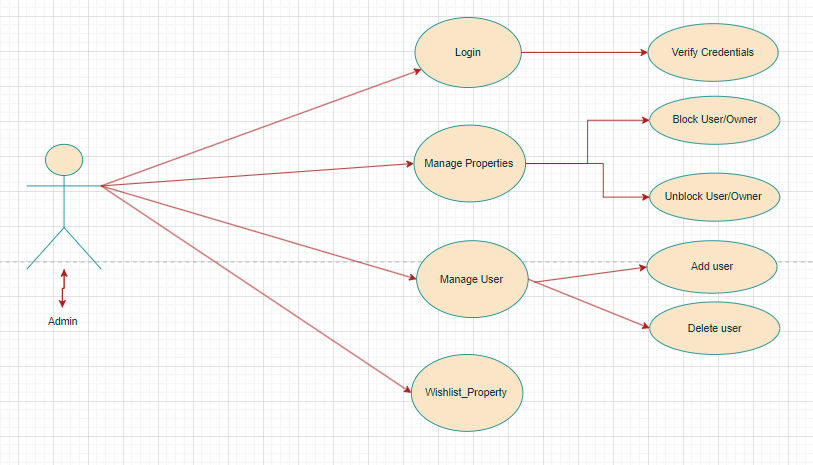 Login
Verify Credentials
Block User/Owner
Manage Properties
Unblock User/Owner
Add user
Manage User
Admin
Delete user
Wishlist_Property